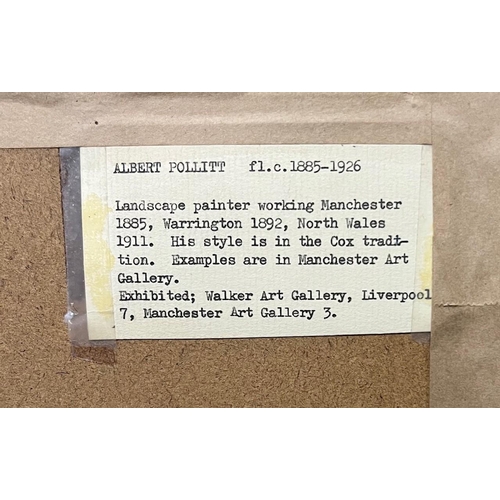 ALBERT POLLITT fl.c.1885-1926
Landscape painter working Manchester
1885, Warrington 1892, North Wales
1911. His style is in the Cox tradt-
tion. Examples are in Manchester Art
Gallery.
Exhibited; Walker Art Gallery, Liverpool
7, Manchester Art Gallery 3.